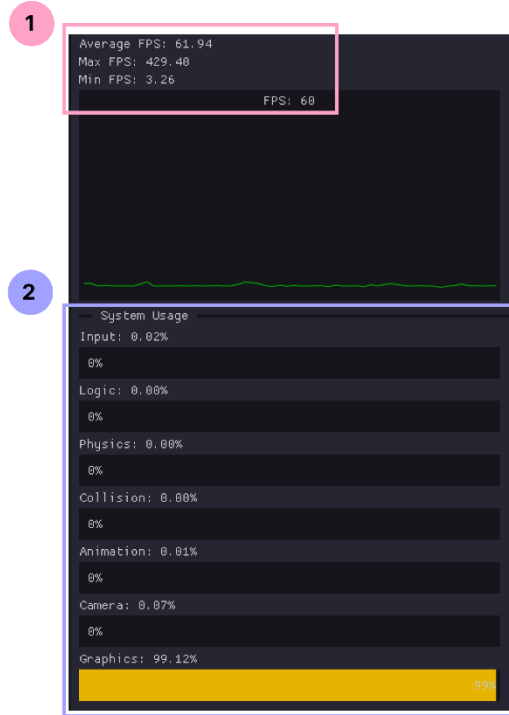 1
Average FPS: 61.94
Max FPS: 429.40
Min FPS: 3.26
FPS: 60
2
System Usage
Input: 0.02%
0%
Logic: 0.00%
0%
Physics: 0.00%
0%
Collision: 0.00%
0%
Animation: 0.01%
0%
Camera: 0.07%
0%
Graphics: 99.12%
99%